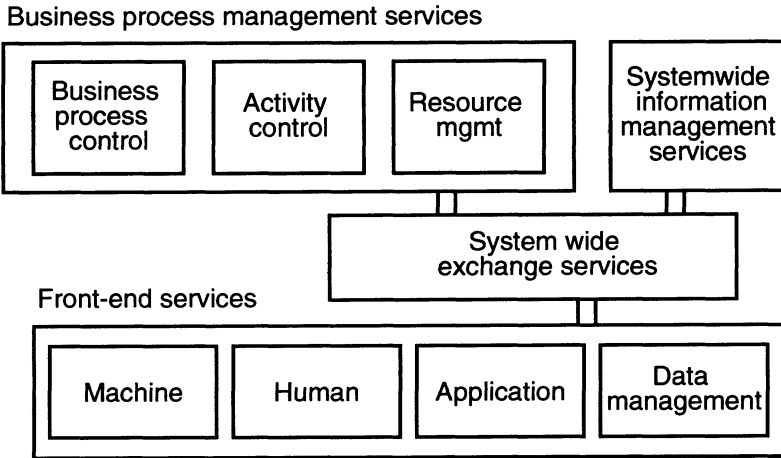 Business process management services
Business
process
control
Activity
control
Resource
mgmt
Systemwide
information
management
services
System wide
exchange services
Front-end services
Machine
Human
Application
Data
management